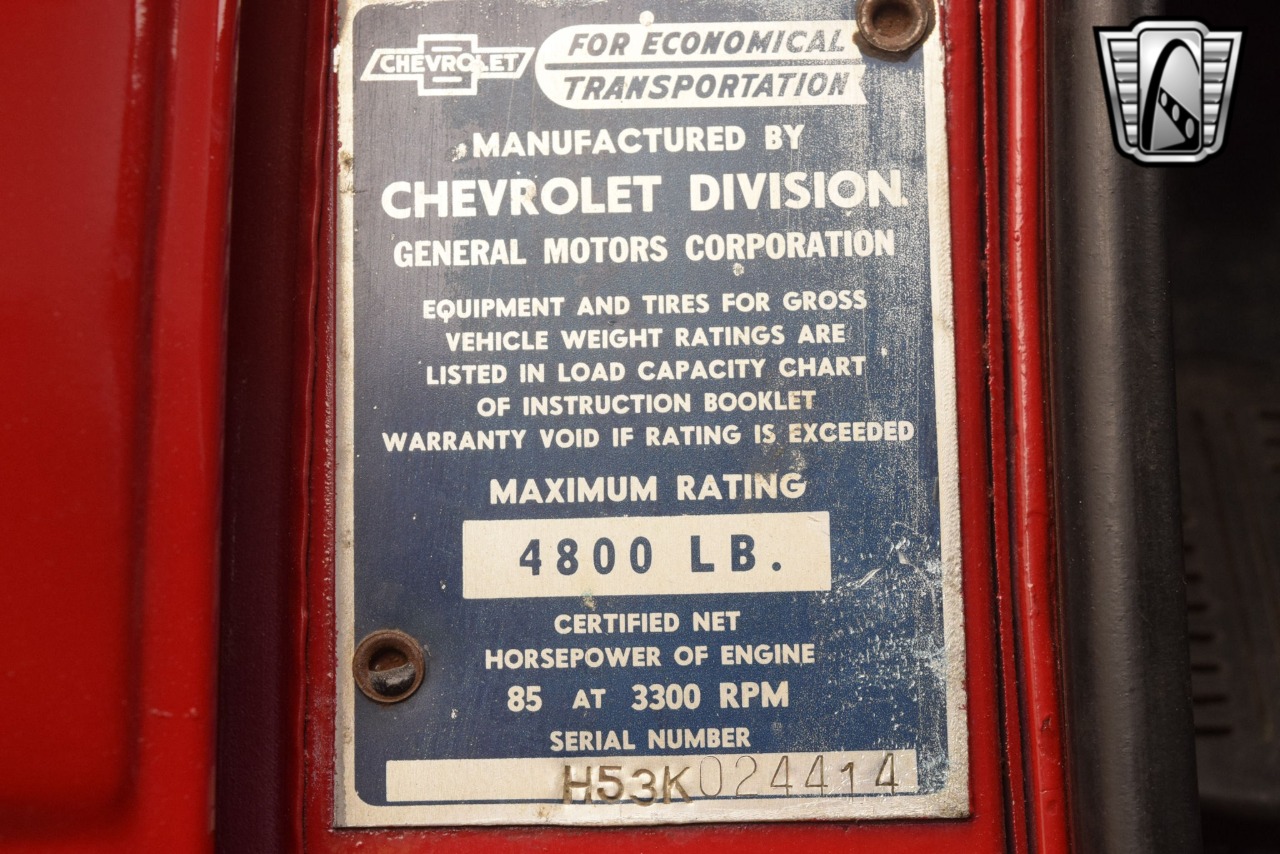 CHEVROLET
FOR ECONOMICAL
TRANSPORTATION
MANUFACTURED BY
CHEVROLET DIVISION
GENERAL MOTORS CORPORATION
EQUIPMENT AND TIRES FOR GROSS
VEHICLE WEIGHT RATINGS ARE
LISTED IN LOAD CAPACITY CHART
OF INSTRUCTION BOOKLET
WARRANTY VOID IF RATING IS EXCEEDED
MAXIMUM RATING
4800 LB.
CERTIFIED NET
HORSEPOWER OF ENGINE
85 AT 3300 RPM
SERIAL NUMBER
H53K024414